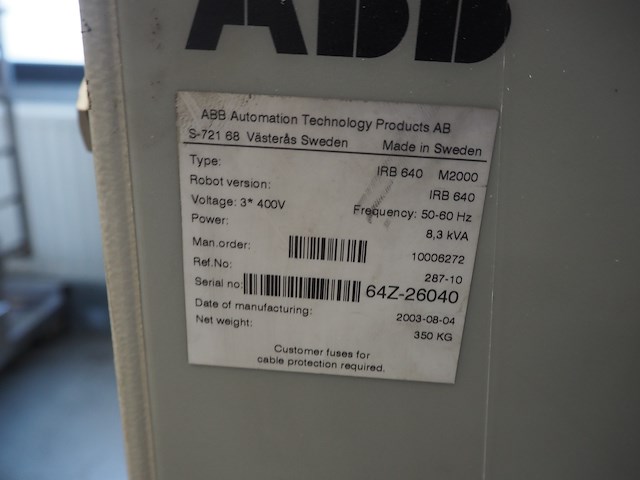 ABB
ABB Automation Technology Products AB
S-721 68 Västerås Sweden Made in Sweden
Type: IRB 640 M2000
Robot version: IRB 640
Voltage: 3* 400V Frequency: 50-60 Hz
Power: 8,3 kVA
Man.order: 10006272
Ref.No: 287-10
Serial no: 64Z-26040
Date of manufacturing: 2003-08-04
Net weight: 350 KG
Customer fuses for
cable protection required.